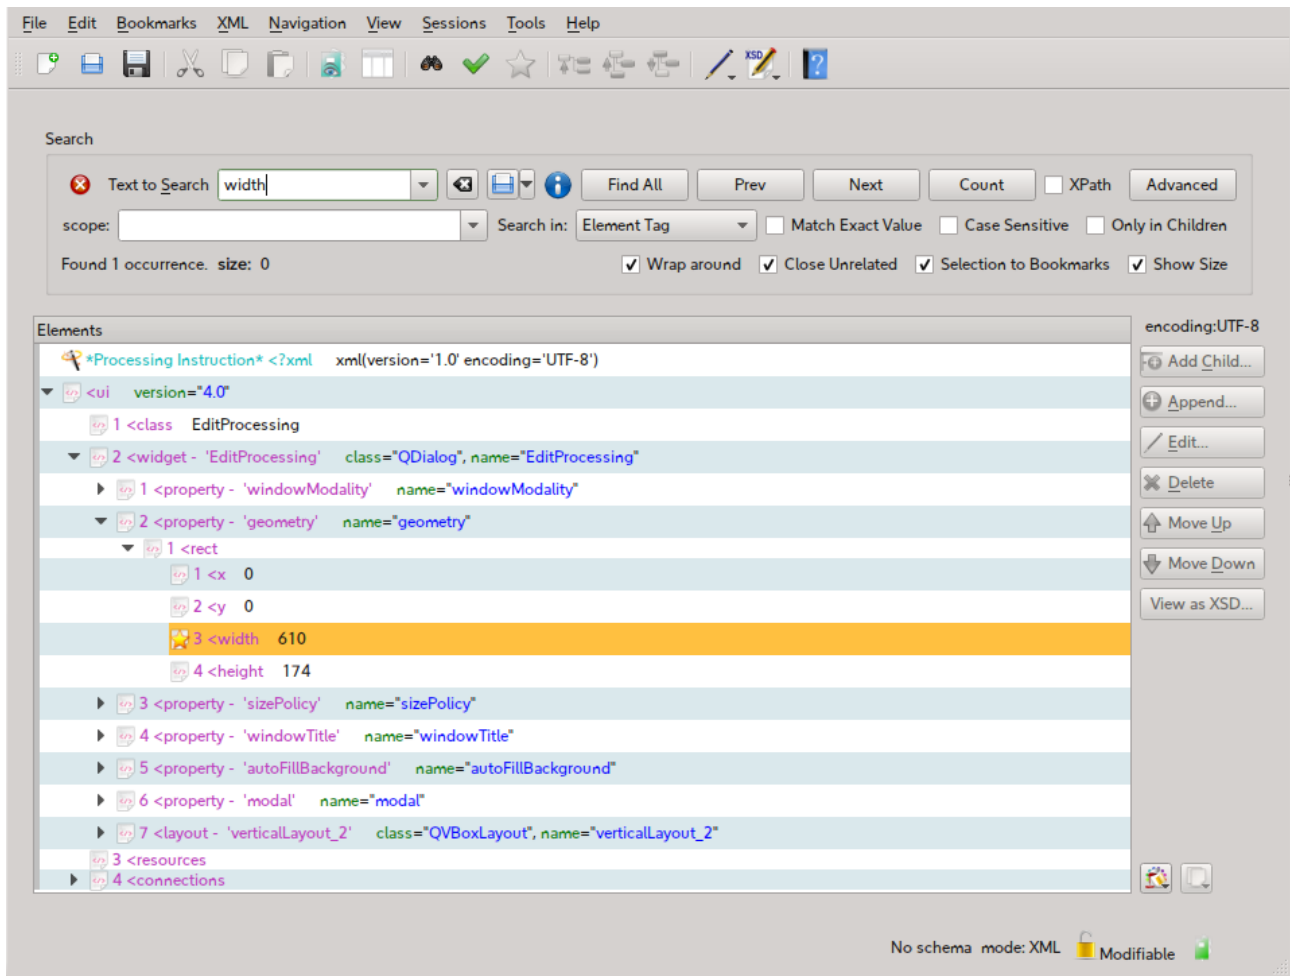 File Edit Bookmarks XML Navigation View Sessions Tools Help
XSD
Search
Text to Search width Find All Prev Next Count XPath Advanced
scope: Search in: Element Tag Match Exact Value Case Sensitive Only in Children
Found 1 occurrence. size: 0 Wrap around Close Unrelated Selection to Bookmarks Show Size
Elements
encoding:UTF-8
*Processing Instruction* <?xml xml(version='1.0' encoding='UTF-8')
Add Child...
<ui version="4.0"
Append...
1 <class EditProcessing
Edit...
2 <widget - 'EditProcessing' class="QDialog", name="EditProcessing"
Delete
1 <property - 'windowModality' name="windowModality"
Move Up
2 <property - 'geometry' name="geometry"
1 <rect
Move Down
1 <x 0
2 <y 0
View as XSD...
3 <width 610
4 <height 174
3 <property - 'sizePolicy' name="sizePolicy"
4 <property - 'windowTitle' name="windowTitle"
5 <property - 'autoFillBackground' name="autoFillBackground"
6 <property - 'modal' name="modal"
7 <layout - 'verticalLayout_2' class="QVBoxLayout", name="verticalLayout_2"
3 <resources
4 <connections
No schema mode: XML Modifiable